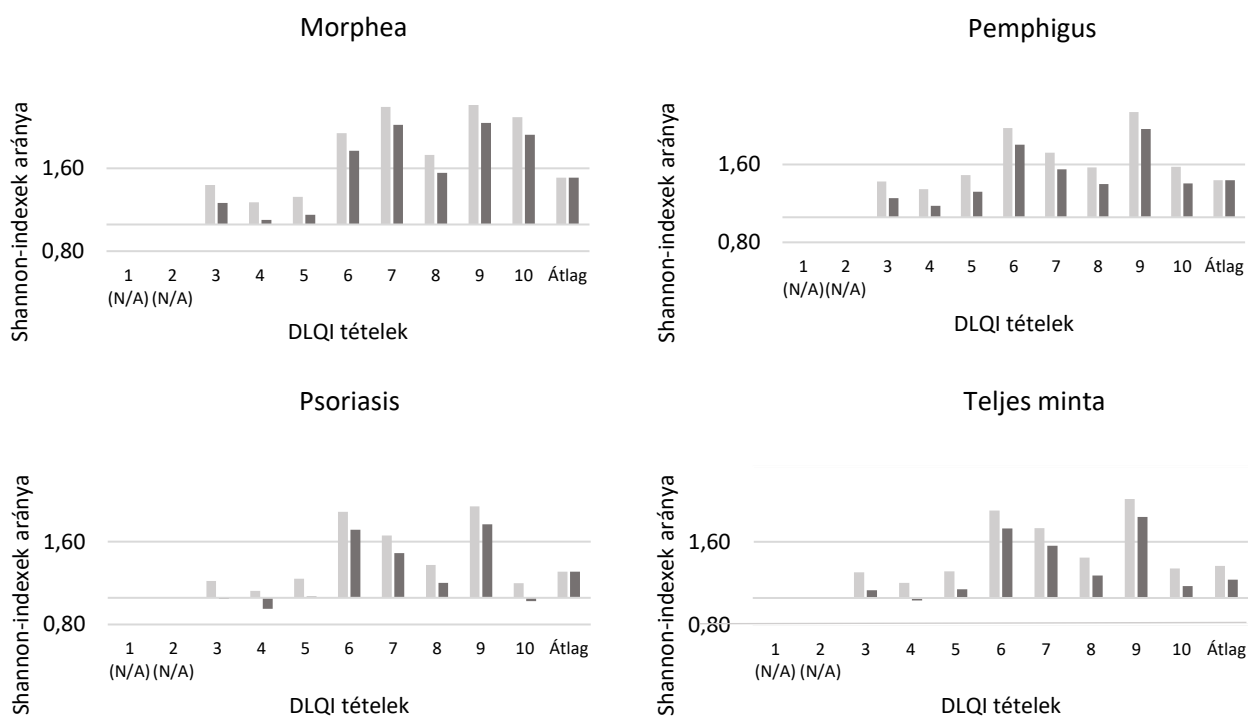 Morphea
Shannon-indexek aránya
1,60
0,80
1 2 3 4 5 6 7 8 9 10 Átlag
(N/A) (N/A)
DLQI tételek
Pemphigus
Shannon-indexek aránya
1,60
0,80
1 2 3 4 5 6 7 8 9 10 Átlag
(N/A) (N/A)
DLQI tételek
Psoriasis
Shannon-indexek aránya
1,60
0,80
1 2 3 4 5 6 7 8 9 10 Átlag
(N/A) (N/A)
DLQI tételek
Teljes minta
Shannon-indexek aránya
1,60
0,80
1 2 3 4 5 6 7 8 9 10 Átlag
(N/A) (N/A)
DLQI tételek